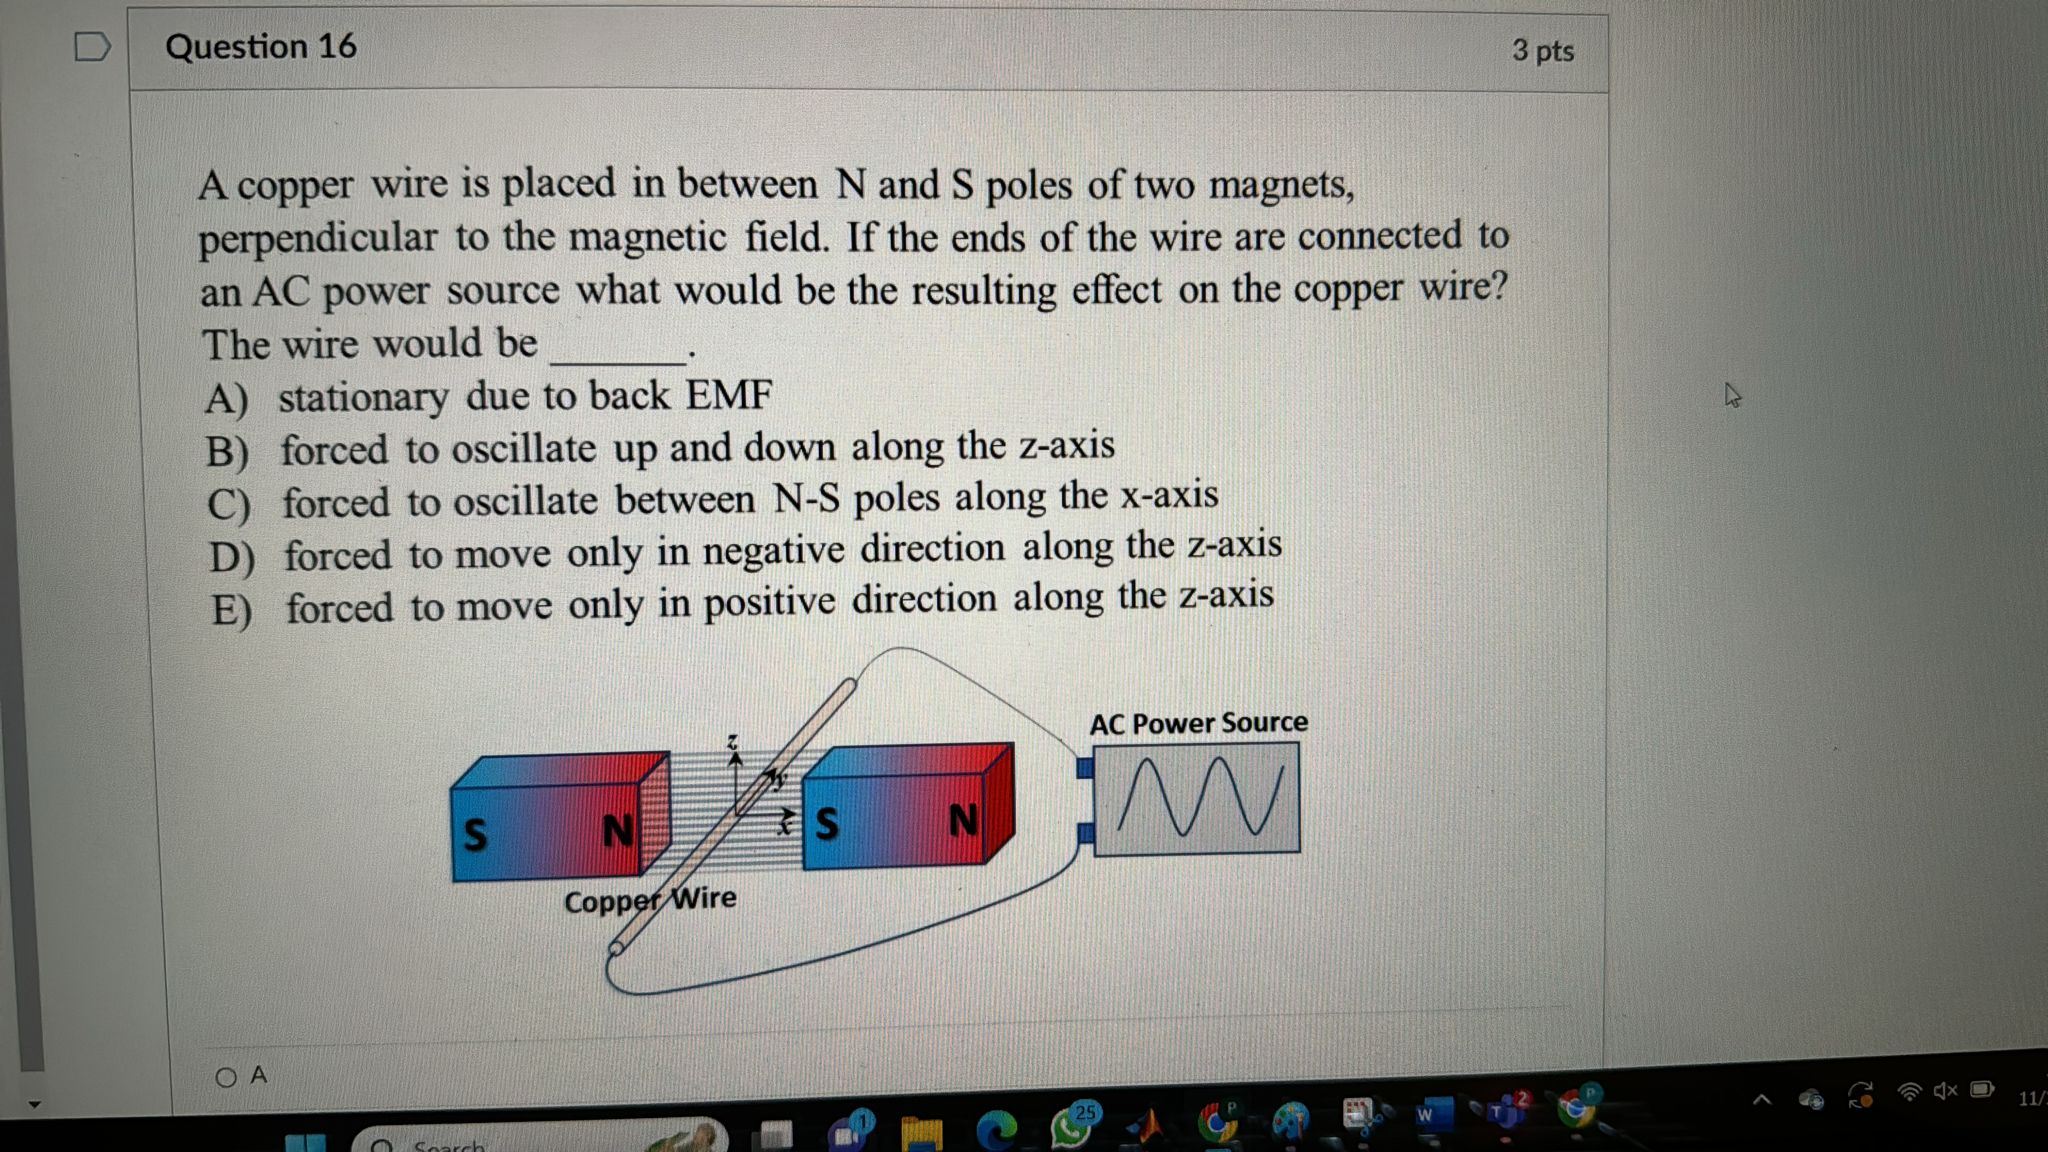 Question 16
3 pts
A copper wire is placed in between N and S poles of two magnets,
perpendicular to the magnetic field. If the ends of the wire are connected to
an AC power source what would be the resulting effect on the copper wire?
The wire would be _______.
A) stationary due to back EMF
B) forced to oscillate up and down along the z-axis
C) forced to oscillate between N-S poles along the x-axis
D) forced to move only in negative direction along the z-axis
E) forced to move only in positive direction along the z-axis
AC Power Source
z
y
x
S N
S N
Copper Wire
A
Search
1
25
P
W
T
2
P
11/